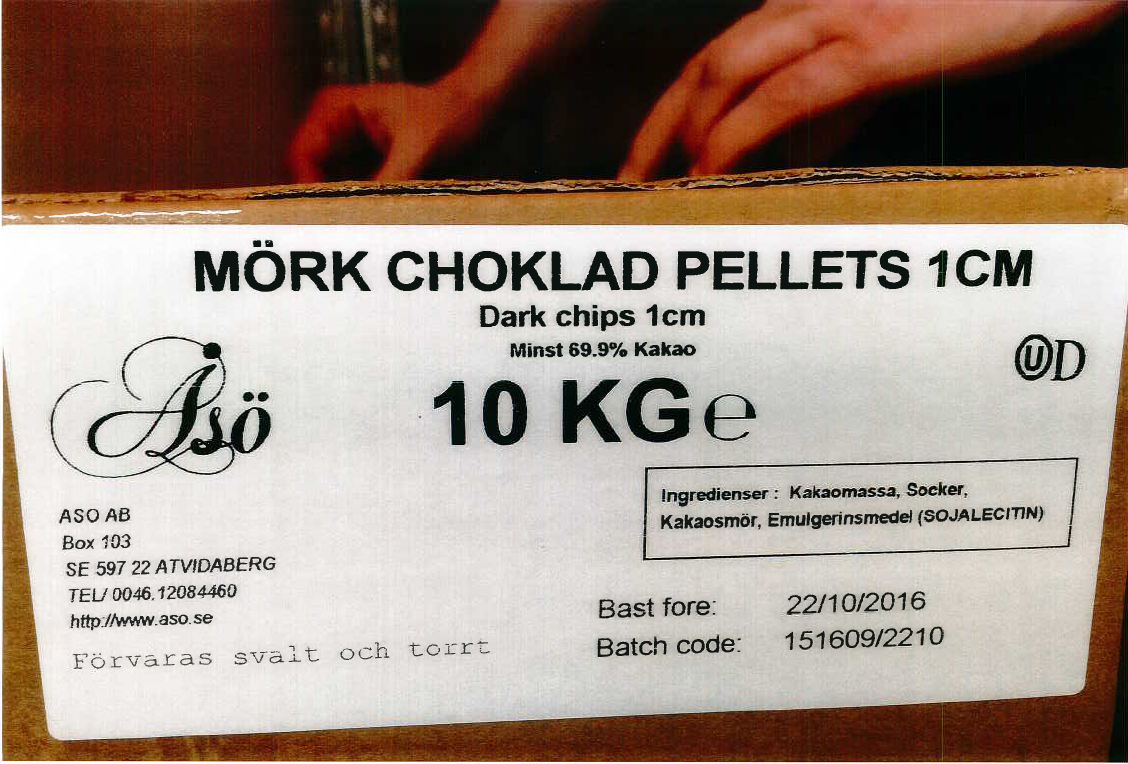 MÖRK CHOKLAD PELLETS 1CM
Dark chips 1cm
Minst 69.9% Kakao
10 KG e
Ⓤ D
Åsö
Ingredienser : Kakaomassa, Socker,
Kakaosmör, Emulgerinsmedel (SOJALECITIN)
ASO AB
Box 103
SE 597 22 ATVIDABERG
TEL/ 0046.12084460
http://www.aso.se
Förvaras svalt och torrt
Bast fore: 22/10/2016
Batch code: 151609/2210